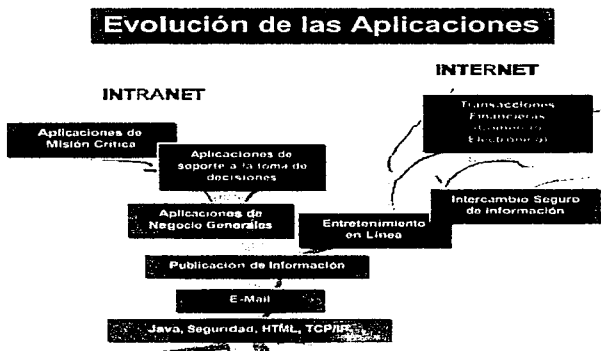 Evolución de las Aplicaciones
INTERNET
INTRANET
Transacciones
Financieras
Aplicaciones de
Misión Crítica
Aplicaciones de
soporte a la toma de
decisiones
Aplicaciones de
Negocio Generales
Intercambio Seguro
de información
Entretenimiento
en Línea
Publicación de Información
E-Mail
Java, Seguridad, HTML, TCP/IP